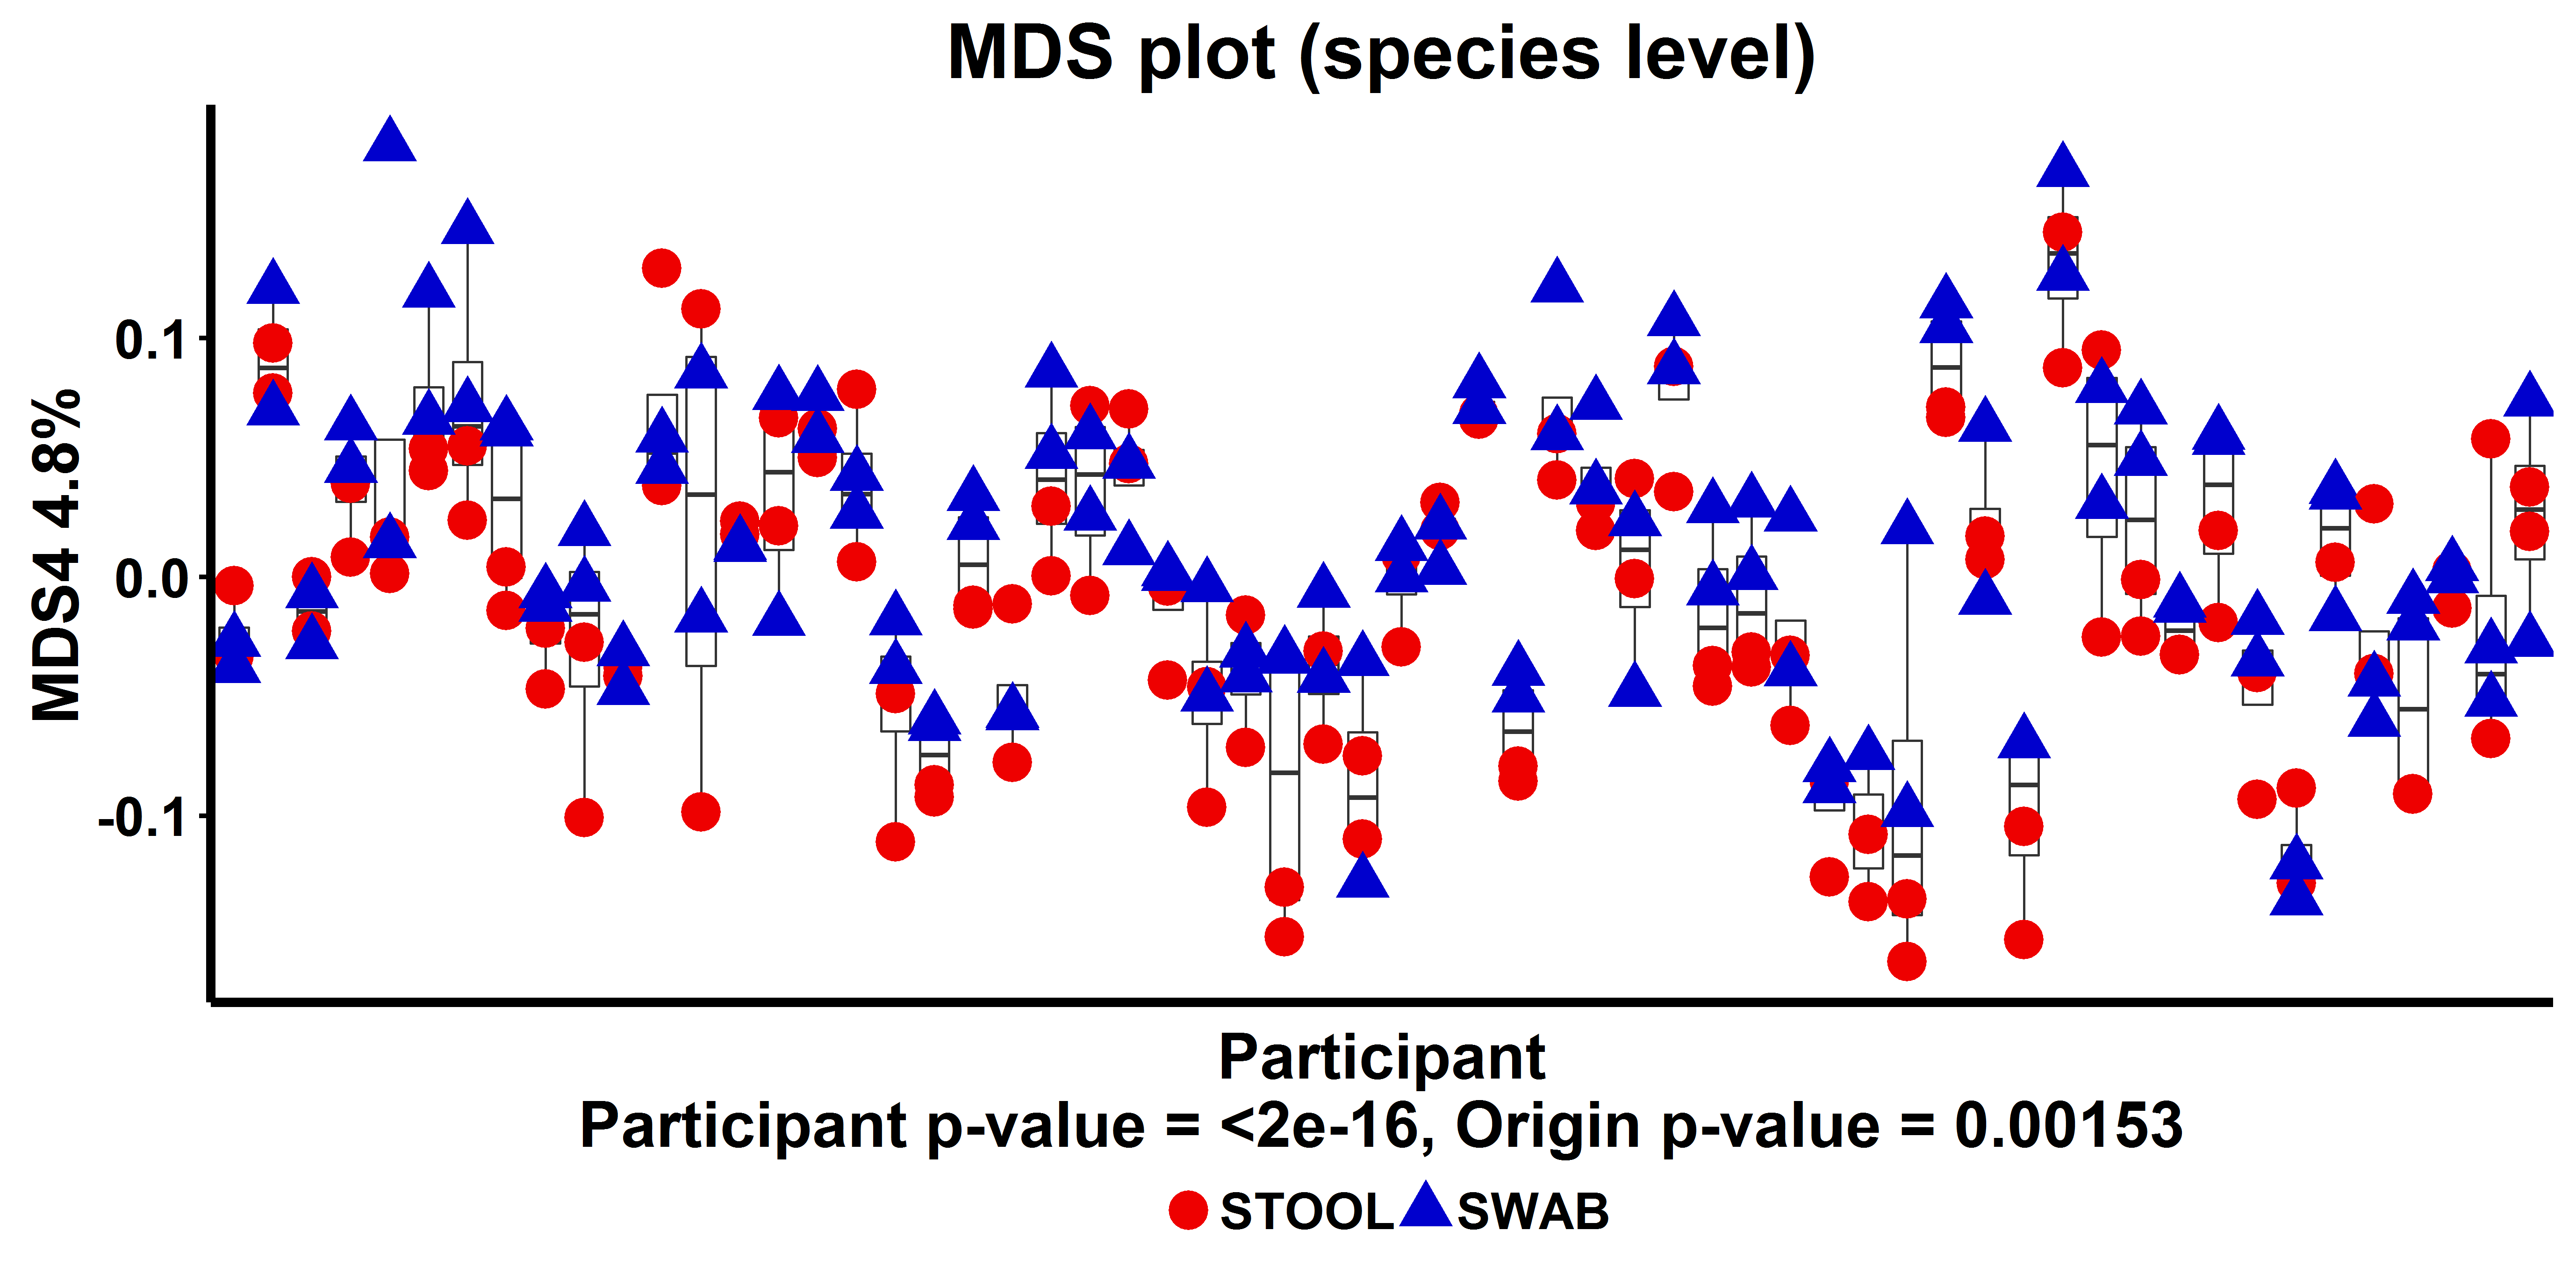 MDS plot (species level)
MDS4 4.8%
0.1
0.0
-0.1
Participant
Participant p-value = <2e-16, Origin p-value = 0.00153
STOOL SWAB